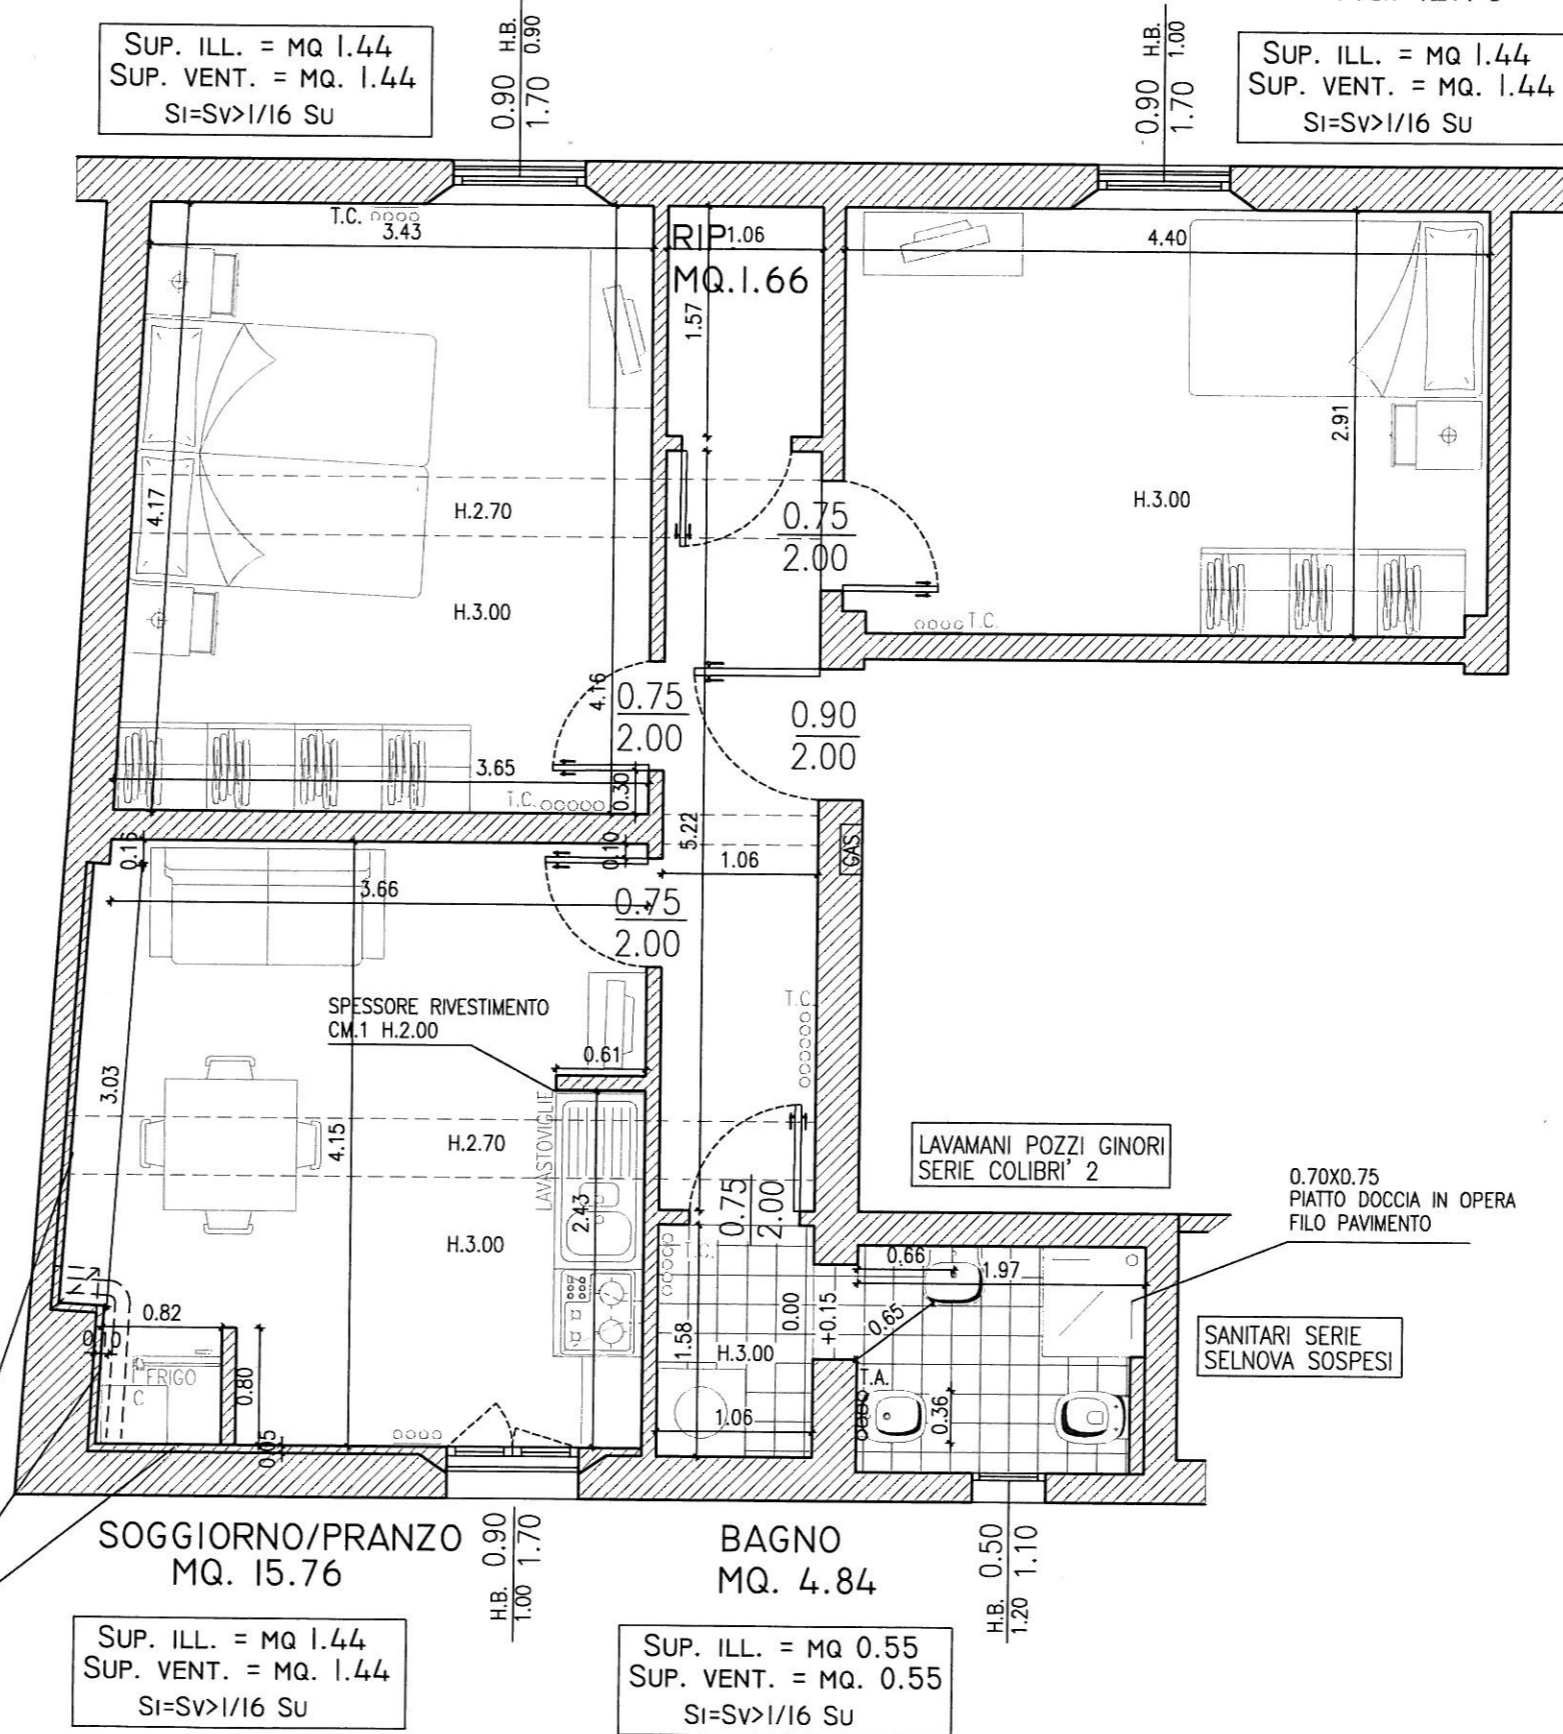 SUP. ILL. = MQ 1.44
SUP. VENT. = MQ. 1.44
SI=SV>1/16 SU
0.90 H.B. 0.90
1.70
0.90 H.B. 1.00
1.70
SUP. ILL. = MQ 1.44
SUP. VENT. = MQ. 1.44
SI=SV>1/16 SU
T.C.
3.43
RIP.
1.06
MQ.1.66
1.57
4.40
2.91
4.17
H.2.70
H.3.00
0.75
2.00
H.3.00
T.C.
4.16
0.75
2.00
0.90
2.00
3.65
T.C.
0.30
0.16
0.10
5.22
1.06
GAS
3.66
0.75
2.00
SPESSORE RIVESTIMENTO
CM.1 H.2.00
0.61
T.C.
3.03
4.15
H.2.70
LAVASTOVIGLIE
2.43
H.3.00
0.75
2.00
LAVAMANI POZZI GINORI
SERIE COLIBRI' 2
0.70X0.75
PIATTO DOCCIA IN OPERA
FILO PAVIMENTO
T.C.
0.66
1.97
0.82
0.10
1.58
0.00
+0.15
0.65
H.3.00
SANITARI SERIE
SELNOVA SOSPESI
FRIGO
C
0.80
T.A.
0.36
1.06
0.05
SOGGIORNO/PRANZO
MQ. 15.76
H.B. 0.90
1.00 1.70
BAGNO
MQ. 4.84
H.B. 0.50
1.20 1.10
SUP. ILL. = MQ 1.44
SUP. VENT. = MQ. 1.44
SI=SV>1/16 SU
SUP. ILL. = MQ 0.55
SUP. VENT. = MQ. 0.55
SI=SV>1/16 SU